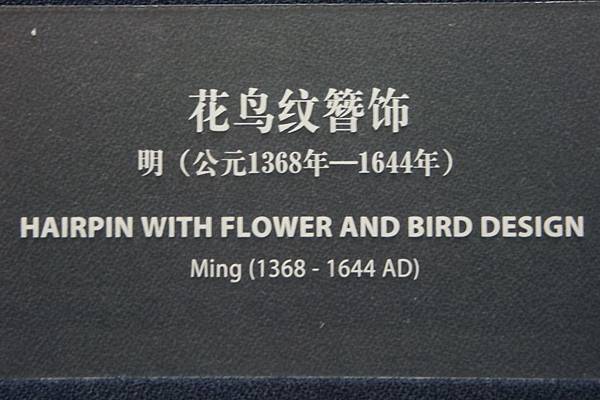 花鸟纹簪饰
明（公元1368年—1644年）
HAIRPIN WITH FLOWER AND BIRD DESIGN
Ming (1368 - 1644 AD)